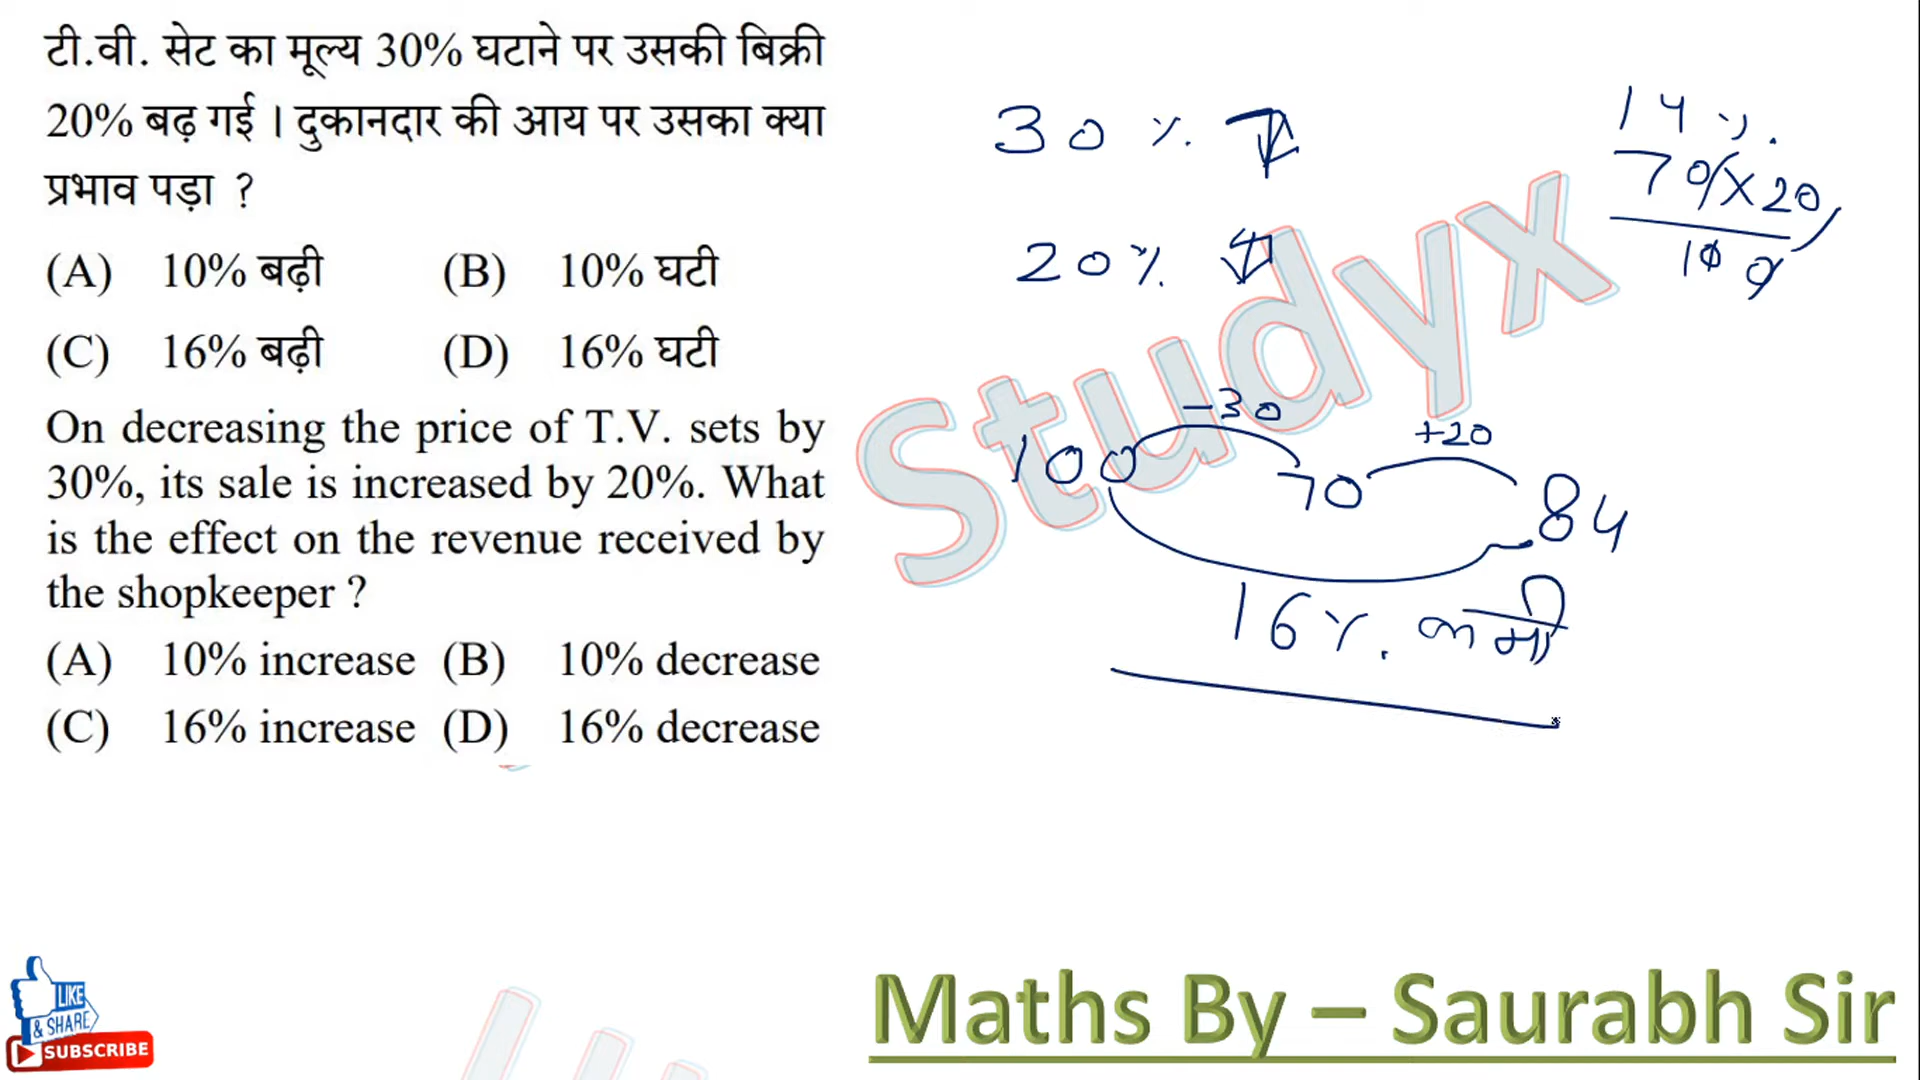 टी.वी. सेट का मूल्य 30% घटाने पर उसकी बिक्री
20% बढ़ गई । दुकानदार की आय पर उसका क्या
प्रभाव पड़ा ?
(A) 10% बढ़ी (B) 10% घटी
(C) 16% बढ़ी (D) 16% घटी
On decreasing the price of T.V. sets by
30%, its sale is increased by 20%. What
is the effect on the revenue received by
the shopkeeper ?
(A) 10% increase (B) 10% decrease
(C) 16% increase (D) 16% decrease
30%
20%
14%.
70 × 20
100
-30
+20
100 70 84
16%. कमी
Studyx
LIKE
& SHARE
SUBSCRIBE
Maths By – Saurabh Sir